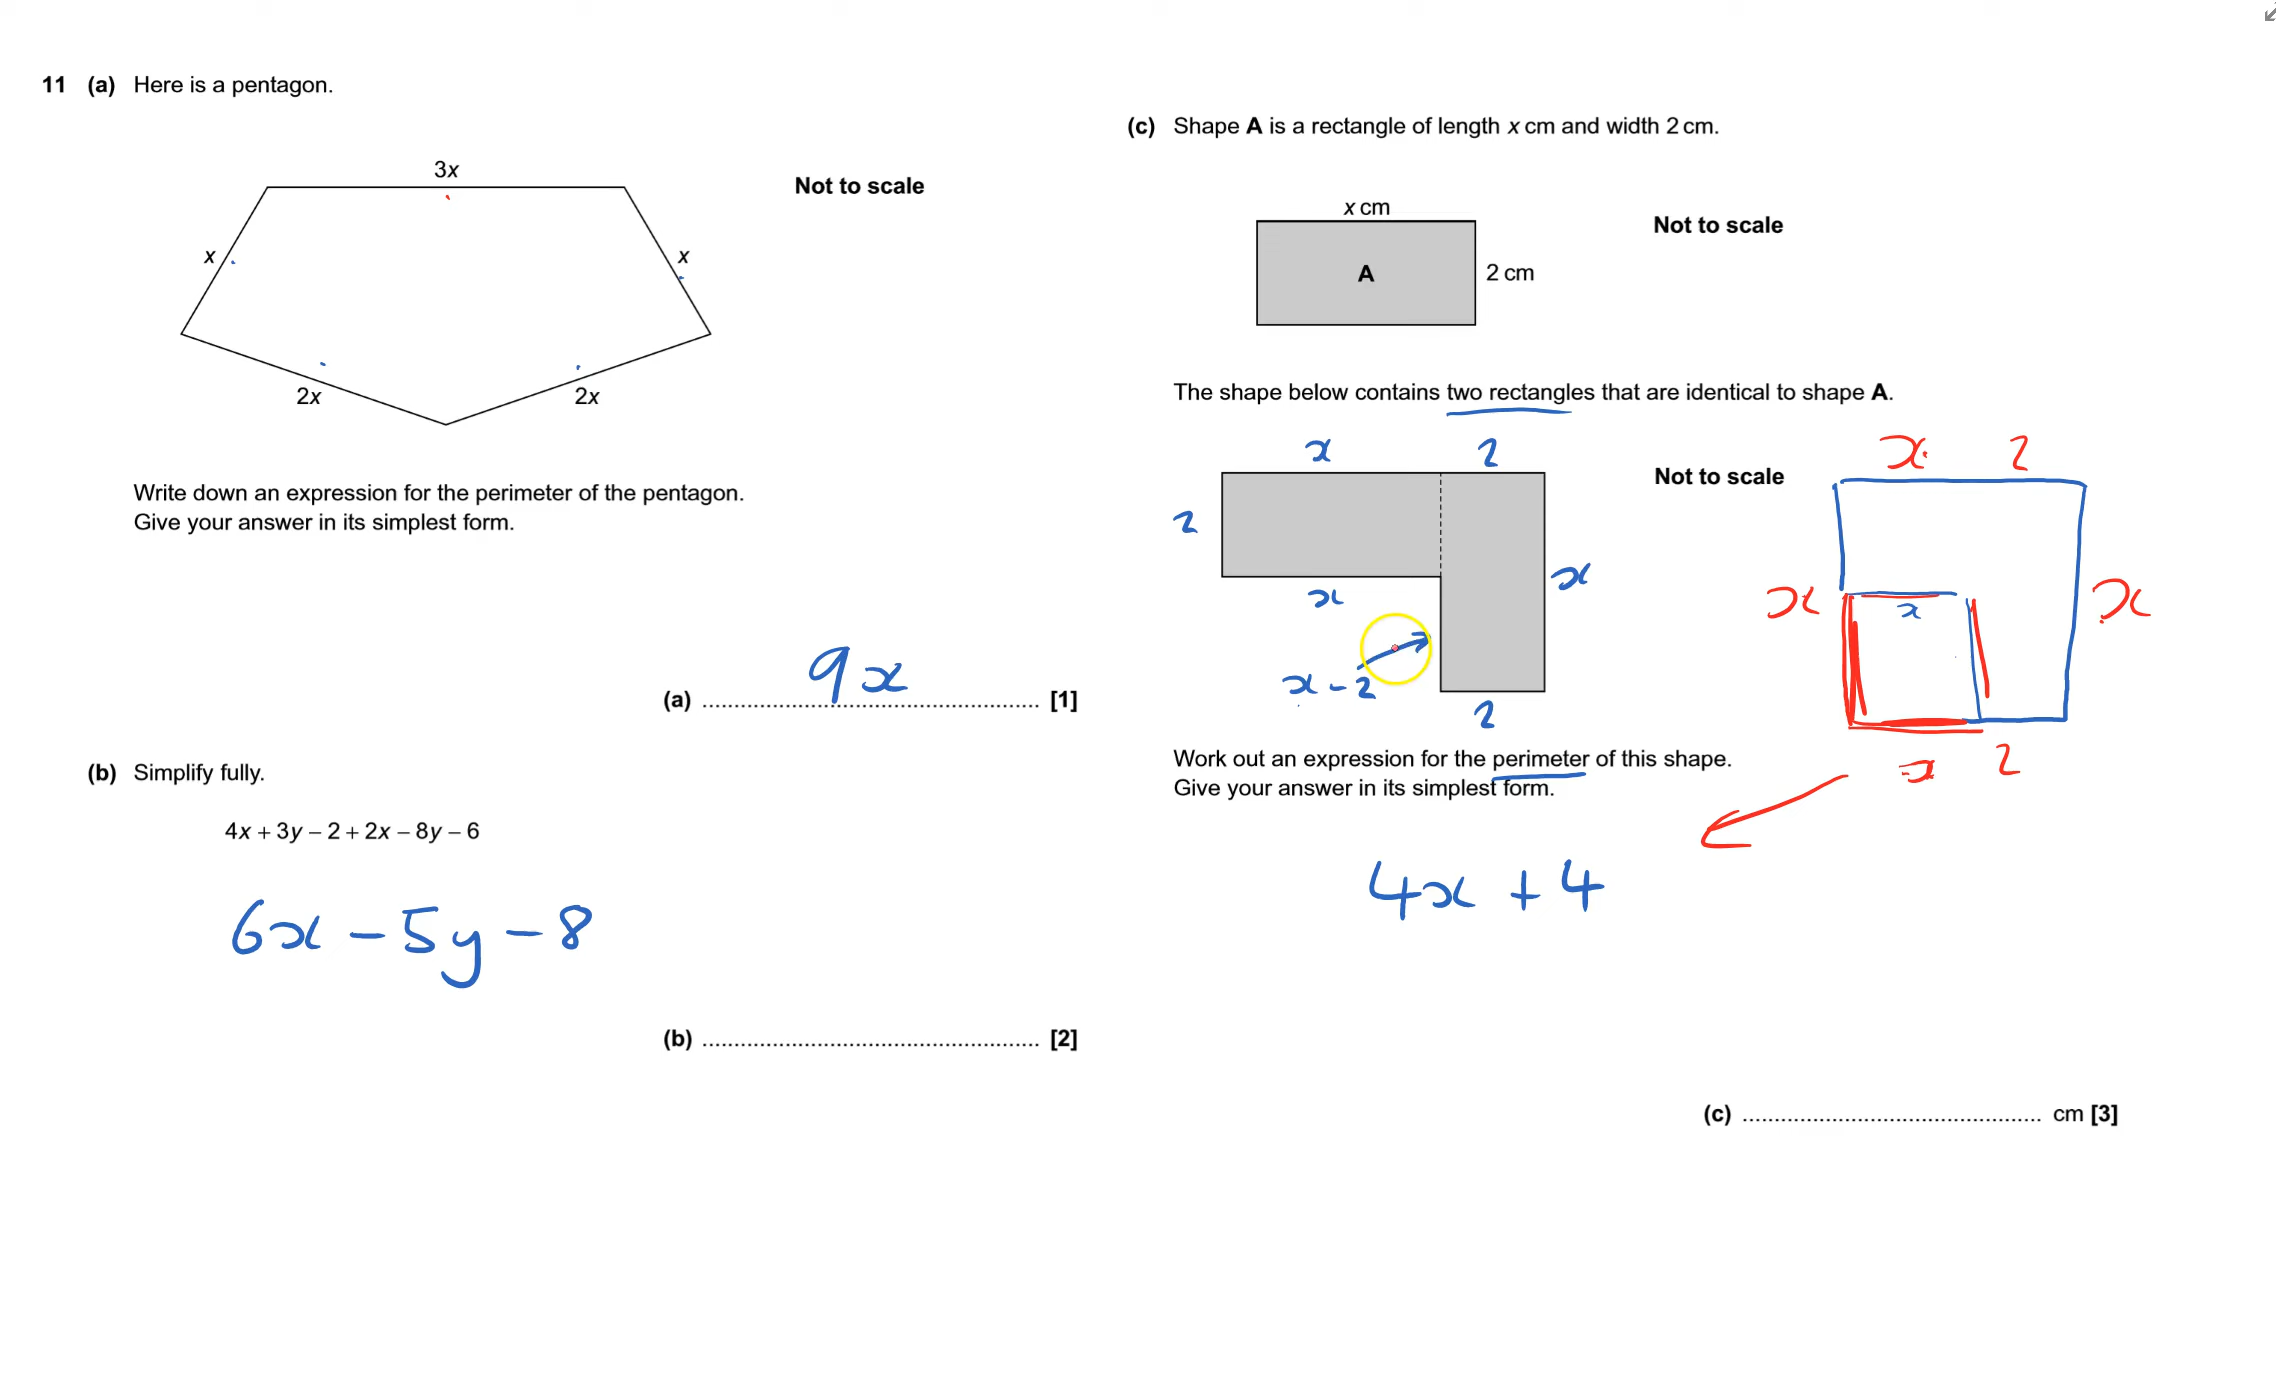 11 (a) Here is a pentagon.
3x
Not to scale
x
x
2x
2x
Write down an expression for the perimeter of the pentagon.
Give your answer in its simplest form.
9x
(a) .................................................... [1]
(b) Simplify fully.
4x + 3y – 2 + 2x – 8y – 6
6x – 5y – 8
(b) .................................................... [2]
(c) Shape A is a rectangle of length x cm and width 2 cm.
x cm
Not to scale
A
2 cm
The shape below contains two rectangles that are identical to shape A.
x 2
Not to scale
2
x
x
x – 2
2
x 2
x
x
x
x 2
Work out an expression for the perimeter of this shape.
Give your answer in its simplest form.
4x + 4
(c) .............................................. cm [3]